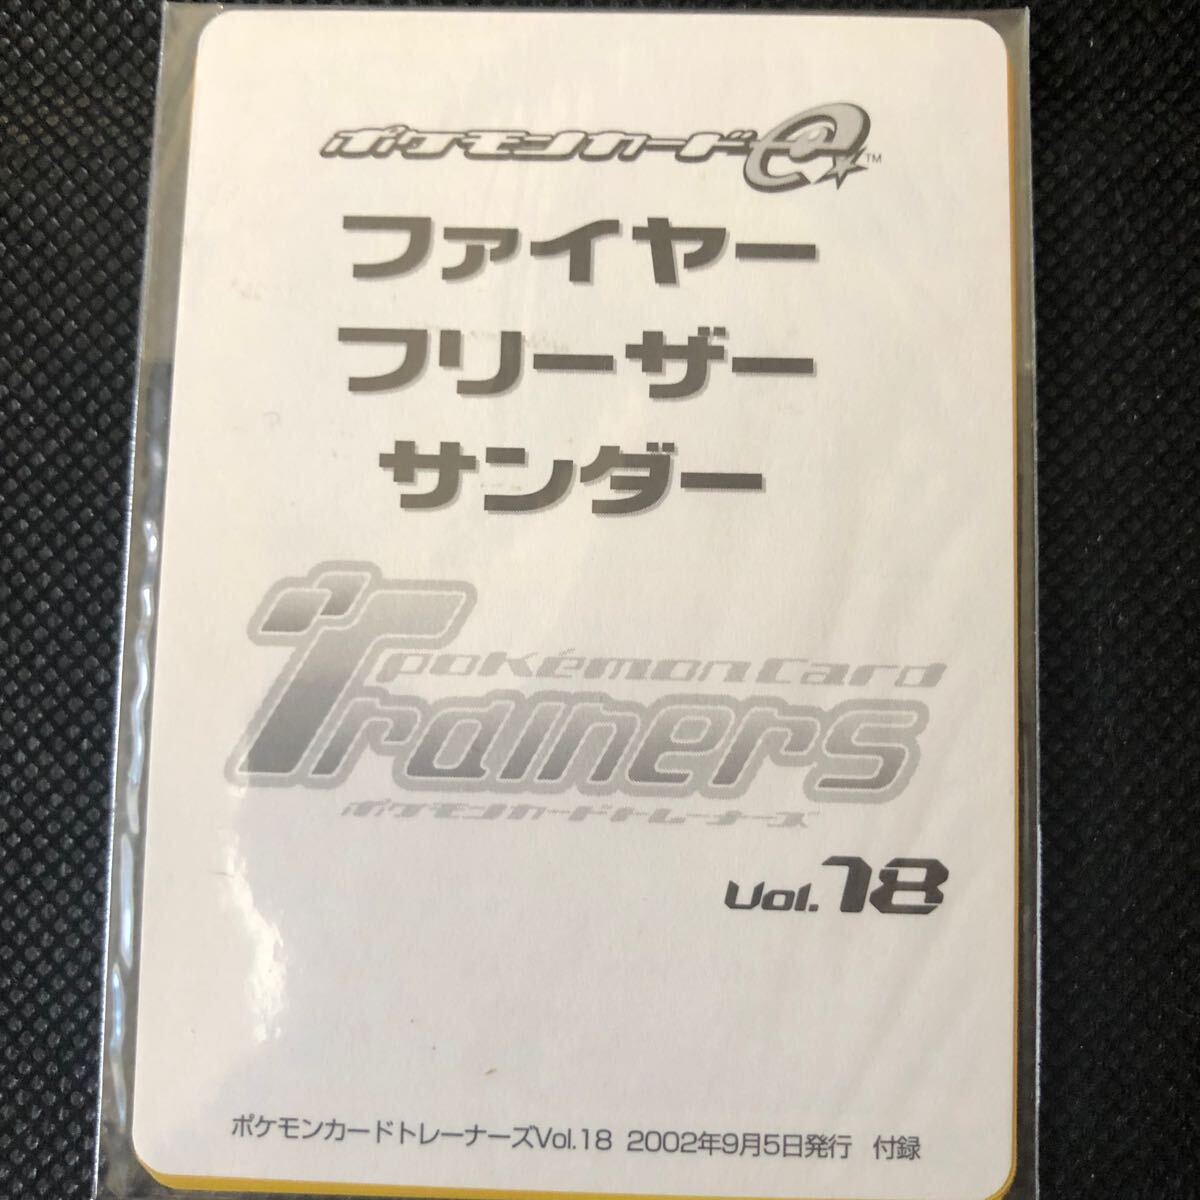 ポケモンカードe™
ファイヤー
フリーザー
サンダー
pokémon Card
Trainers
ポケモンカードトレーナーズ
Vol.18
ポケモンカードトレーナーズVol.18 2002年9月5日発行 付録